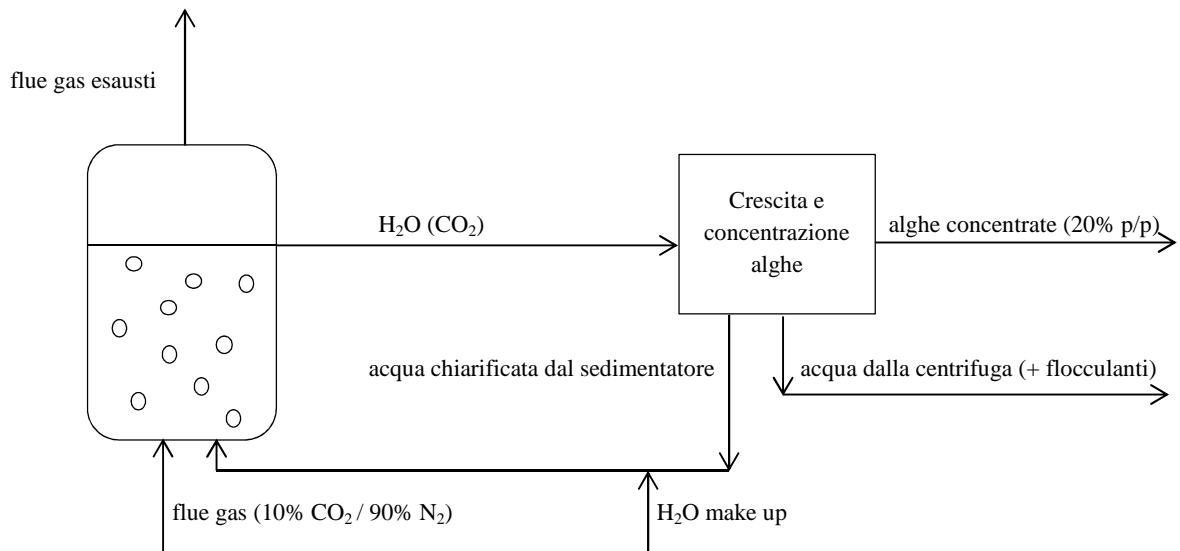 flue gas esausti
H₂O (CO₂)
Crescita e
concentrazione
alghe
alghe concentrate (20% p/p)
acqua chiarificata dal sedimentatore
acqua dalla centrifuga (+ flocculanti)
flue gas (10% CO₂ / 90% N₂)
H₂O make up